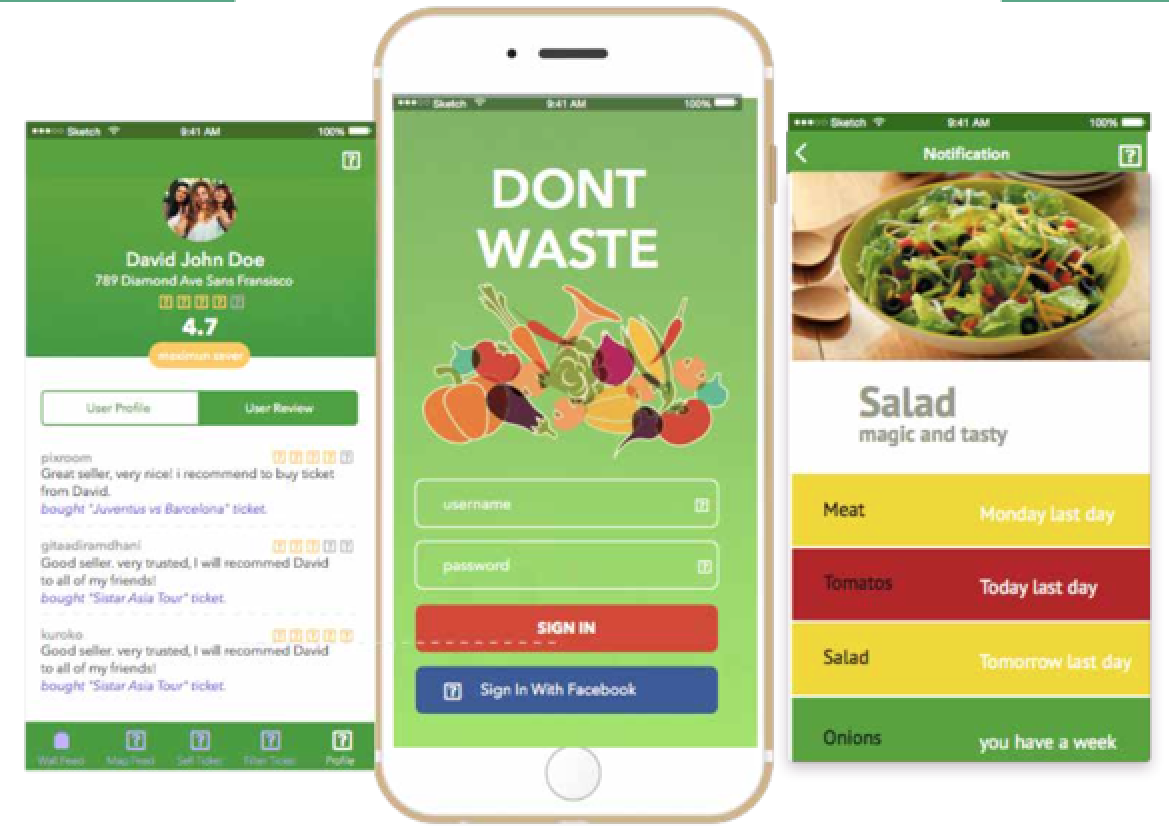 Sketch 9:41 AM 100%
David John Doe
789 Diamond Ave Sans Fransisco
4.7
maximun saver
User Profile User Review
pixroom
Great seller, very nice! i recommend to buy ticket
from David.
bought "Juventus vs Barcelona" ticket.
gitaadiramdhani
Good seller. very trusted, I will recommed David
to all of my friends!
bought "Sistar Asia Tour" ticket.
kuroko
Good seller. very trusted, I will recommed David
to all of my friends!
bought "Sistar Asia Tour" ticket.
Wall Feed Map Feed Sell Ticket Filter Ticket Profile
Sketch 9:41 AM 100%
DONT
WASTE
username
password
SIGN IN
Sign In With Facebook
Sketch 9:41 AM 100%
Notification
Salad
magic and tasty
Meat Monday last day
Tomatos Today last day
Salad Tomorrow last day
Onions you have a week